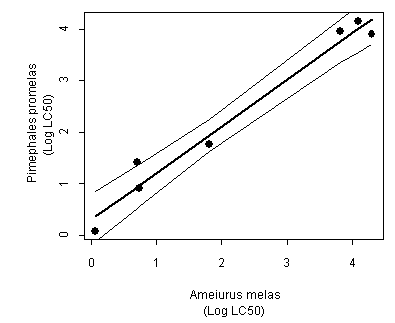 Pimephales promelas
(Log LC50)
4
3
2
1
0
0 1 2 3 4
Ameiurus melas
(Log LC50)